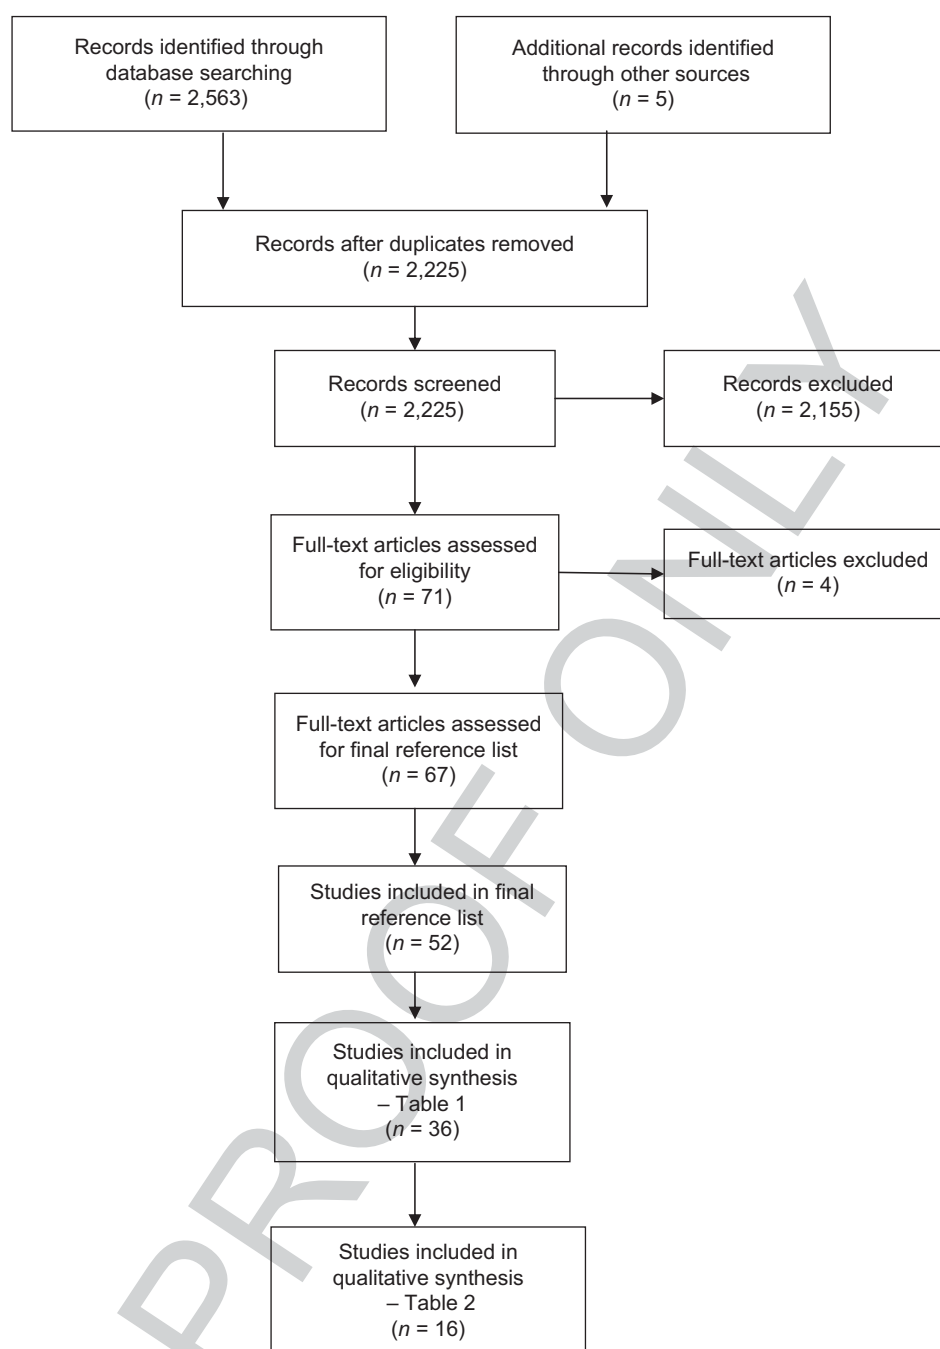 Records identified through
database searching
(n = 2,563)
Additional records identified
through other sources
(n = 5)
Records after duplicates removed
(n = 2,225)
Records screened
(n = 2,225)
Records excluded
(n = 2,155)
Full-text articles assessed
for eligibility
(n = 71)
Full-text articles excluded
(n = 4)
Full-text articles assessed
for final reference list
(n = 67)
Studies included in final
reference list
(n = 52)
Studies included in
qualitative synthesis
– Table 1
(n = 36)
Studies included in
qualitative synthesis
– Table 2
(n = 16)
PROOF ONLY